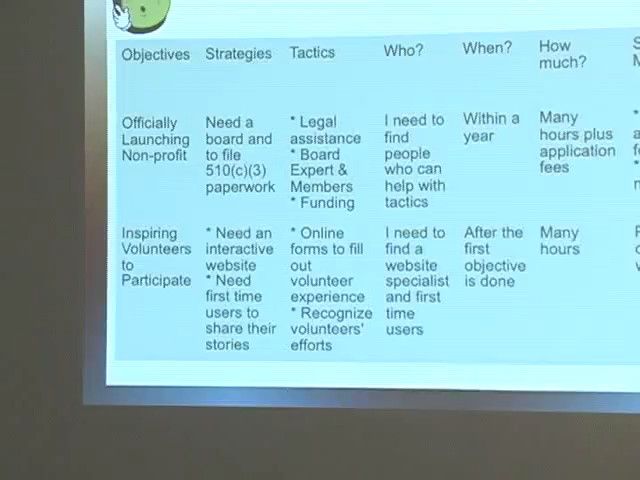 Objectives Strategies Tactics Who? When? How much?
Officially Launching Non-profit
Need a board and to file 510(c)(3) paperwork
* Legal assistance
* Board Expert & Members
* Funding
I need to find people who can help with tactics
Within a year
Many hours plus application fees
Inspiring Volunteers to Participate
* Need an interactive website
* Need first time users to share their stories
* Online forms to fill out volunteer experience
* Recognize volunteers' efforts
I need to find a website specialist and first time users
After the first objective is done
Many hours